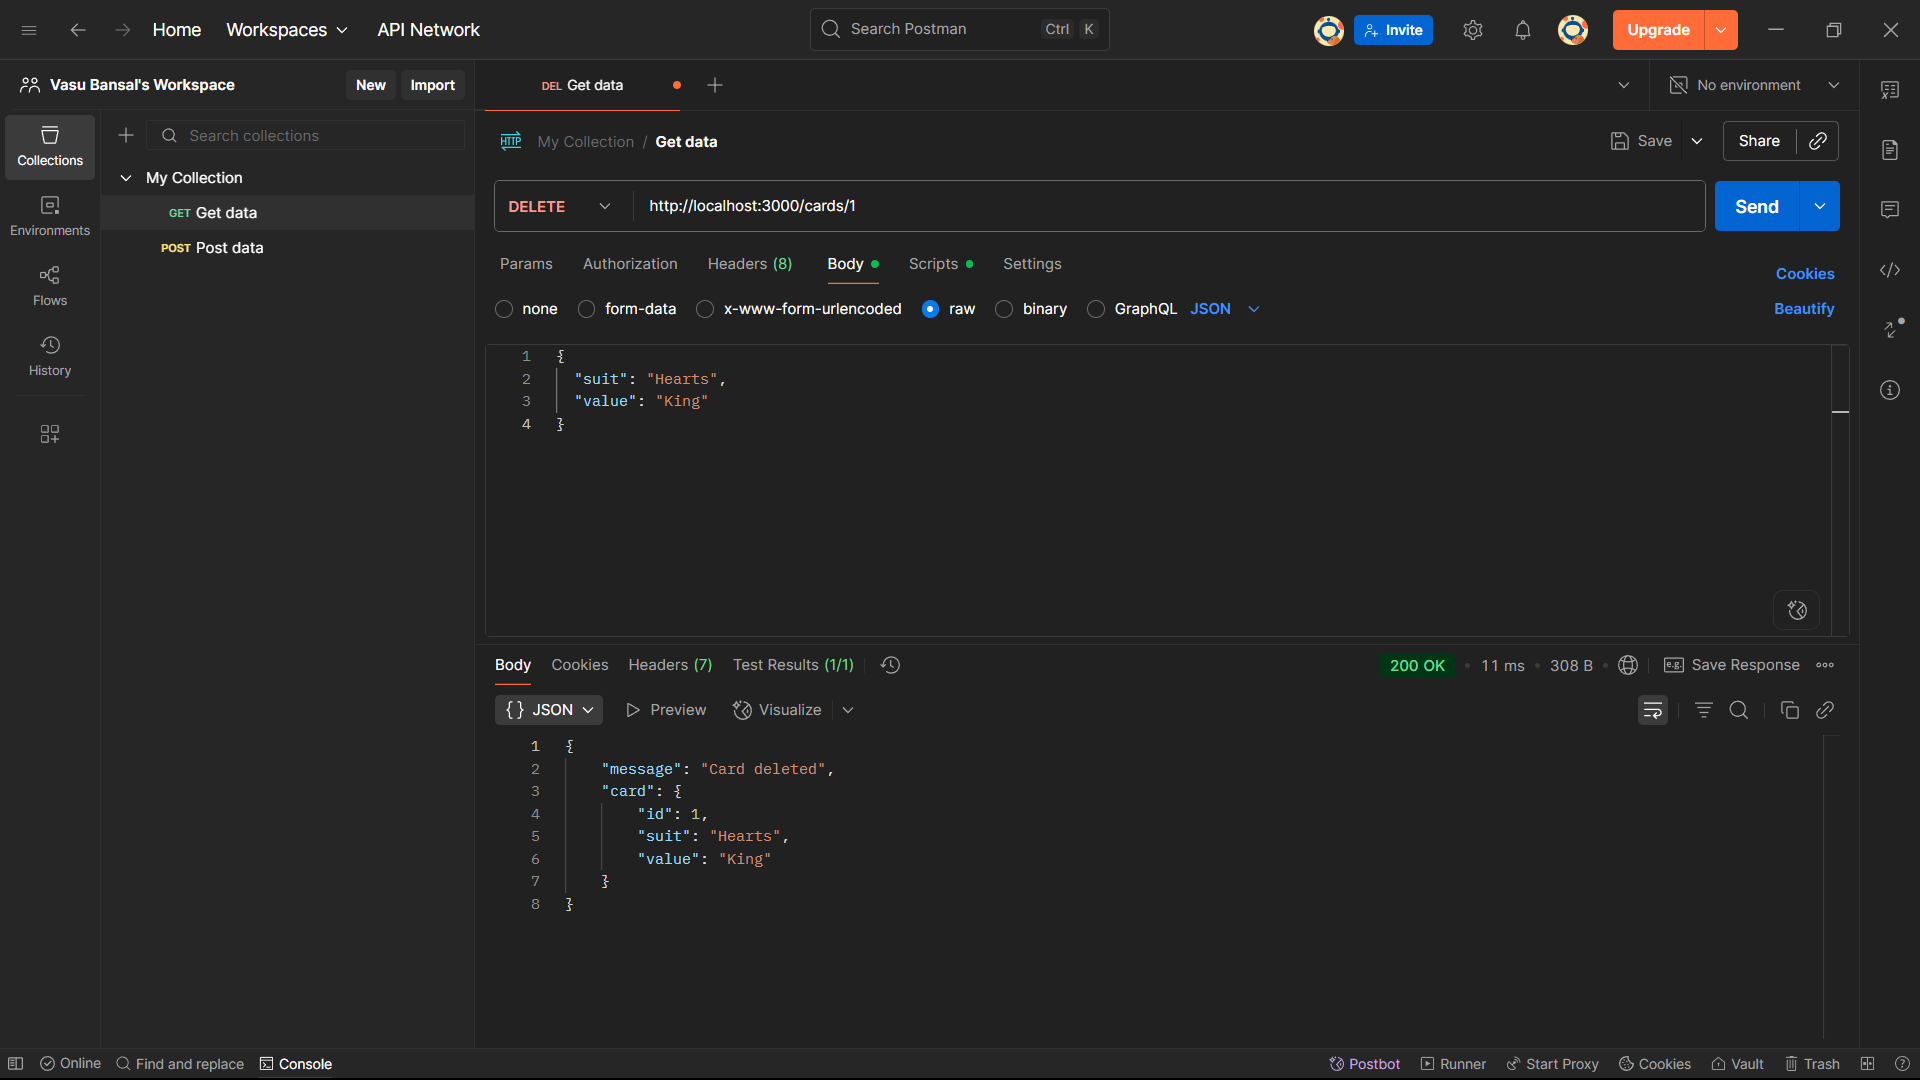 Home Workspaces API Network Search Postman Ctrl K Invite Upgrade
Vasu Bansal's Workspace New Import DEL Get data No environment
Search collections
HTTP My Collection / Get data Save Share
Collections
My Collection
GET Get data
POST Post data
Environments
Flows
History
DELETE http://localhost:3000/cards/1 Send
Params Authorization Headers (8) Body Scripts Settings Cookies
none form-data x-www-form-urlencoded raw binary GraphQL JSON Beautify
1 {
2 "suit": "Hearts",
3 "value": "King"
4 }
Body Cookies Headers (7) Test Results (1/1) 200 OK • 11 ms • 308 B • e.g. Save Response
{} JSON Preview Visualize
1 {
2 "message": "Card deleted",
3 "card": {
4 "id": 1,
5 "suit": "Hearts",
6 "value": "King"
7 }
8 }
Online Find and replace Console Postbot Runner Start Proxy Cookies Vault Trash